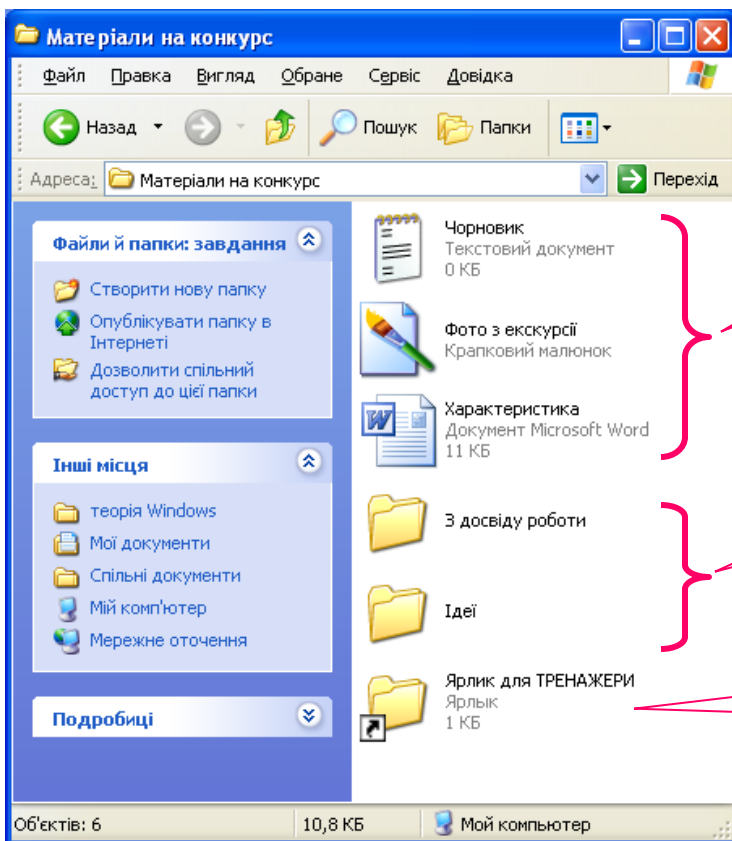 Матеріали на конкурс
Файл Правка Вигляд Обране Сервіс Довідка
Назад Пошук Папки
Адреса: Матеріали на конкурс Перехід
Файли й папки: завдання
Створити нову папку
Опублікувати папку в
Інтернеті
Дозволити спільний
доступ до цієї папки
Інші місця
теорія Windows
Мої документи
Спільні документи
Мій комп'ютер
Мережне оточення
Подробиці
Чорновик
Текстовий документ
0 КБ
Фото з екскурсії
Крапковий малюнок
Характеристика
Документ Microsoft Word
11 КБ
З досвіду роботи
Ідеї
Ярлик для ТРЕНАЖЕРИ
Ярлык
1 КБ
Об'єктів: 6 10,8 КБ Мой компьютер